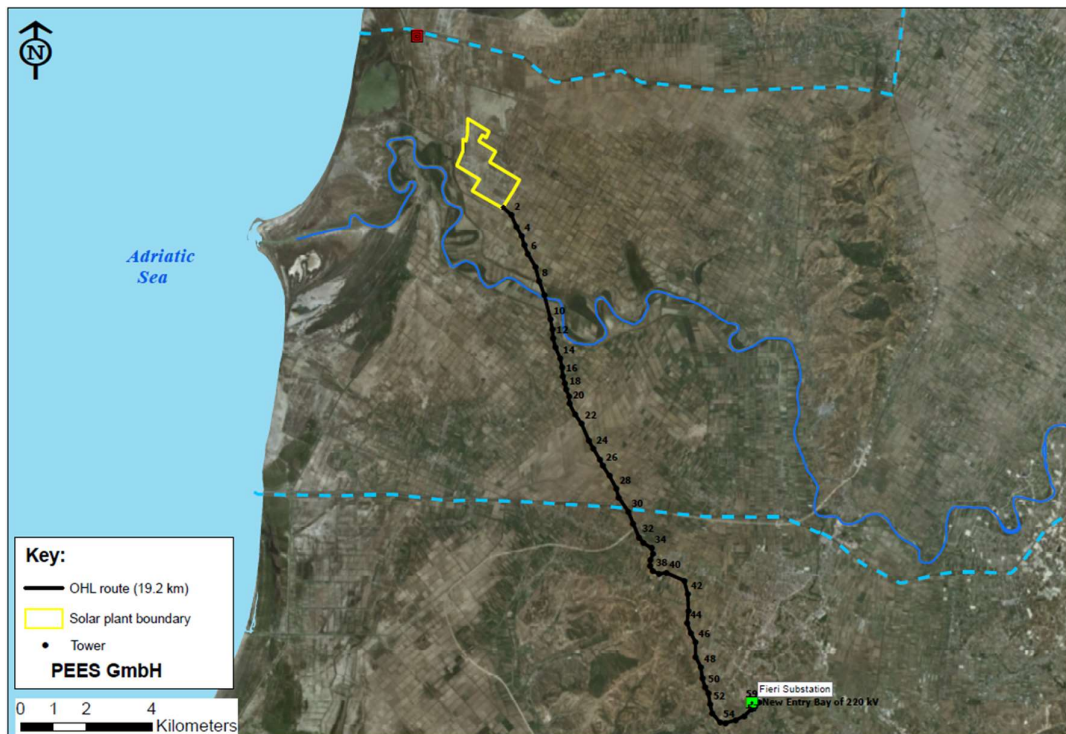 N
2
4
6
8
Adriatic
Sea
10
12
14
16
18
20
22
24
26
28
30
32
34
38
40
42
44
46
48
50
52
54
59
Fieri Substation
New Entry Bay of 220 kV
Key:
OHL route (19.2 km)
Solar plant boundary
Tower
PEES GmbH
0 1 2 4
Kilometers